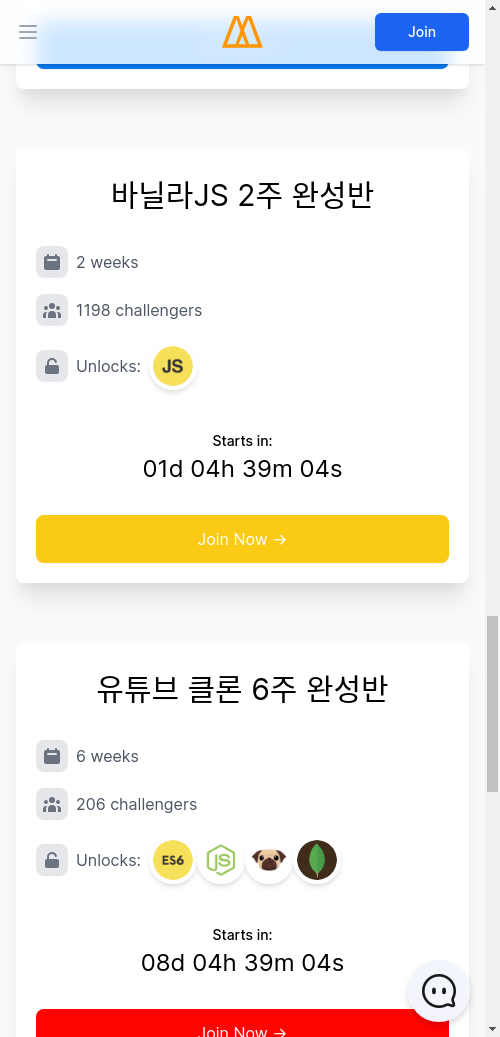 Join
바닐라JS 2주 완성반
2 weeks
1198 challengers
Unlocks: JS
Starts in:
01d 04h 39m 04s
Join Now →
유튜브 클론 6주 완성반
6 weeks
206 challengers
Unlocks: ES6 JS
Starts in:
08d 04h 39m 04s
Join Now →